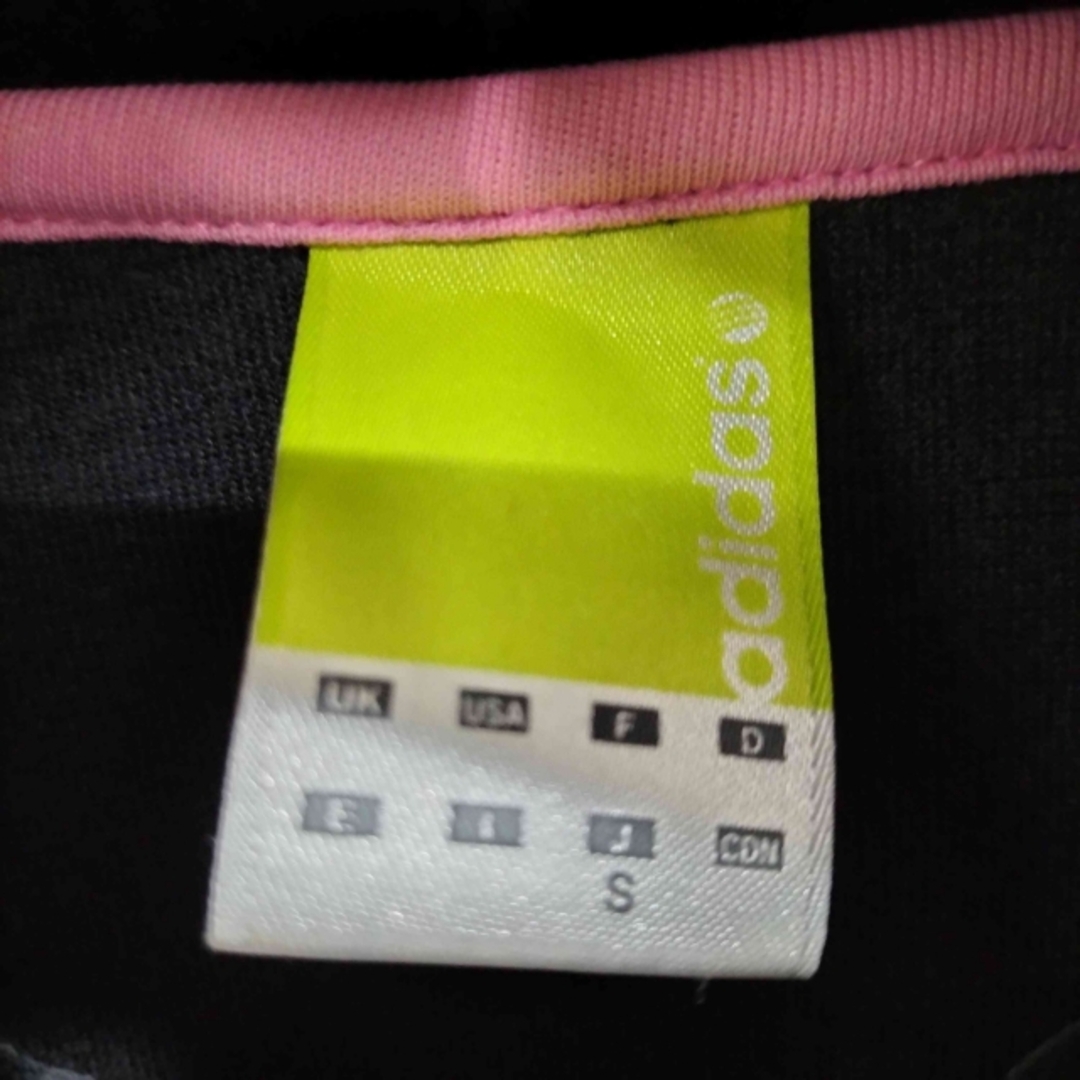 adidas
UK USA F D
E I J CDN
S